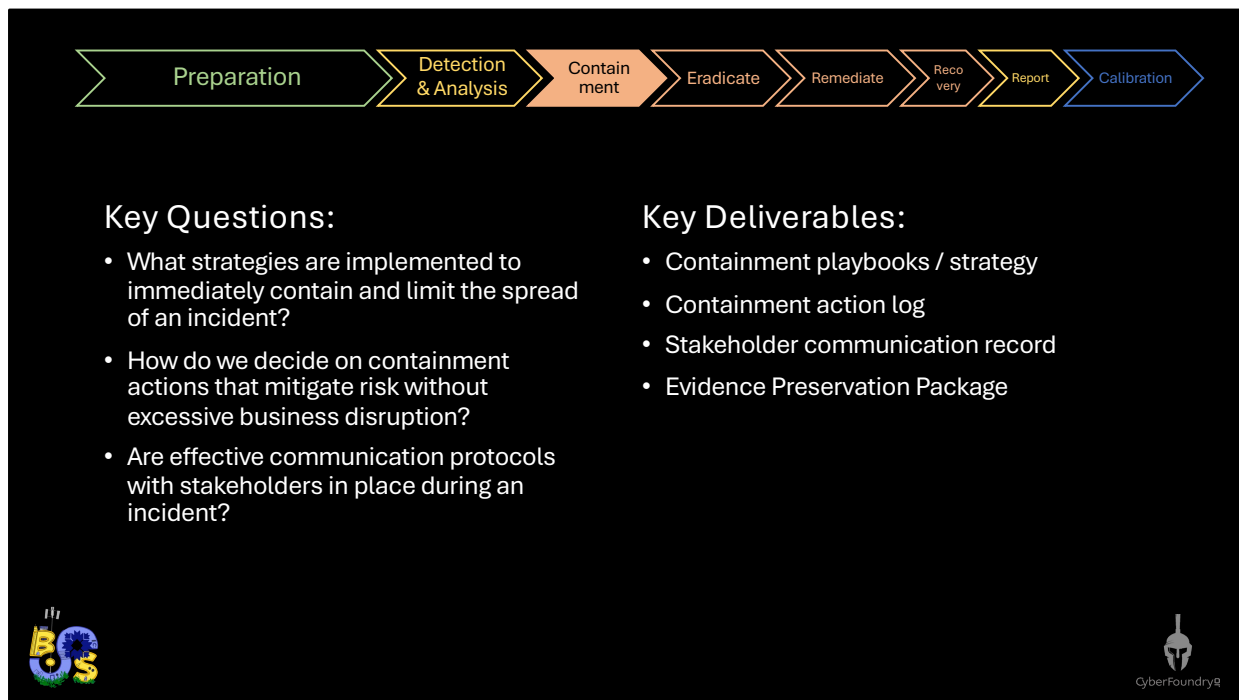 Preparation
Detection
& Analysis
Contain
ment
Eradicate
Remediate
Reco
very
Report
Calibration
Key Questions:
• What strategies are implemented to
immediately contain and limit the spread
of an incident?
• How do we decide on containment
actions that mitigate risk without
excessive business disruption?
• Are effective communication protocols
with stakeholders in place during an
incident?
Key Deliverables:
• Containment playbooks / strategy
• Containment action log
• Stakeholder communication record
• Evidence Preservation Package
BCS
CyberFoundry